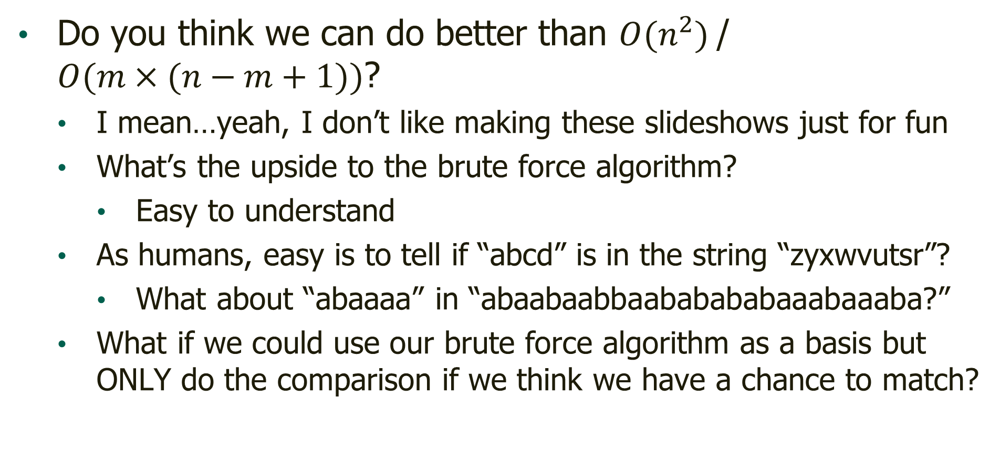 • Do you think we can do better than O(n²) /
O(m × (n − m + 1))?
• I mean…yeah, I don’t like making these slideshows just for fun
• What’s the upside to the brute force algorithm?
• Easy to understand
• As humans, easy is to tell if “abcd” is in the string “zyxwvutsr”?
• What about “abaaaa” in “abaabaabbaabababababaaabaaaba?”
• What if we could use our brute force algorithm as a basis but
ONLY do the comparison if we think we have a chance to match?